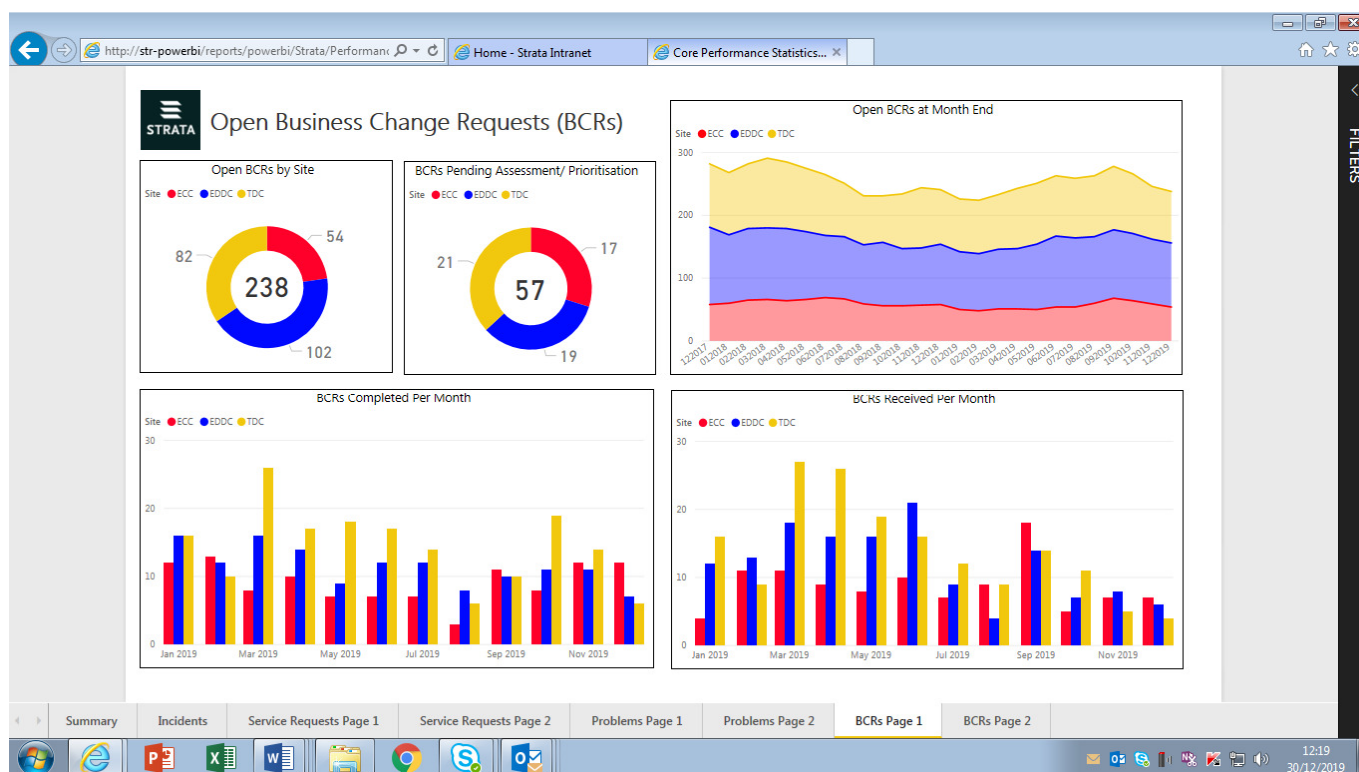 http://str-powerbi/reports/powerbi/Strata/Performanc
Home - Strata Intranet
Core Performance Statistics...
STRATA
Open Business Change Requests (BCRs)
Open BCRs by Site
Site ECC EDDC TDC
54
82
238
102
BCRs Pending Assessment/ Prioritisation
Site ECC EDDC TDC
17
21
57
19
Open BCRs at Month End
Site ECC EDDC TDC
300
200
100
0
122017 012018 022018 032018 042018 052018 062018 072018 082018 092018 102018 112018 122018 012019 022019 032019 042019 052019 062019 072019 082019 092019 102019 112019 122019
FILTERS
BCRs Completed Per Month
Site ECC EDDC TDC
30
20
10
0
Jan 2019 Mar 2019 May 2019 Jul 2019 Sep 2019 Nov 2019
BCRs Received Per Month
Site ECC EDDC TDC
30
20
10
0
Jan 2019 Mar 2019 May 2019 Jul 2019 Sep 2019 Nov 2019
Summary Incidents Service Requests Page 1 Service Requests Page 2 Problems Page 1 Problems Page 2 BCRs Page 1 BCRs Page 2
12:19
30/12/2019